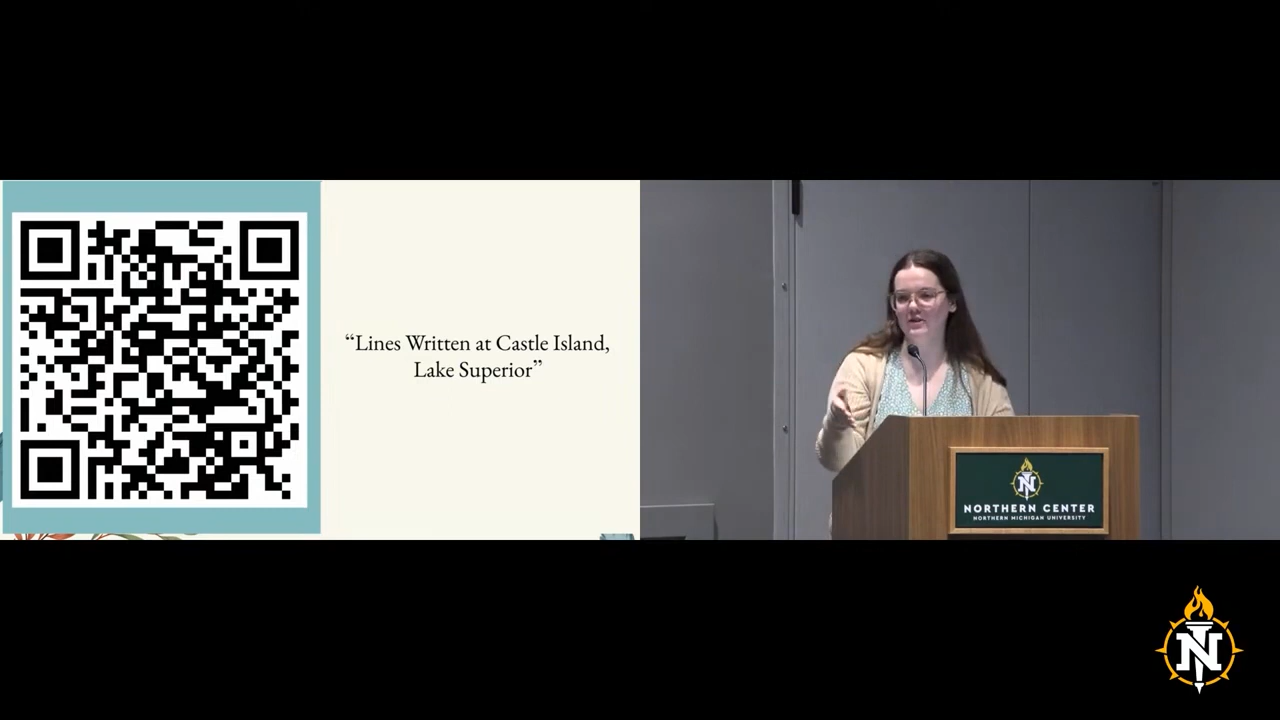 “Lines Written at Castle Island,
Lake Superior”
N
NORTHERN CENTER
NORTHERN MICHIGAN UNIVERSITY
N